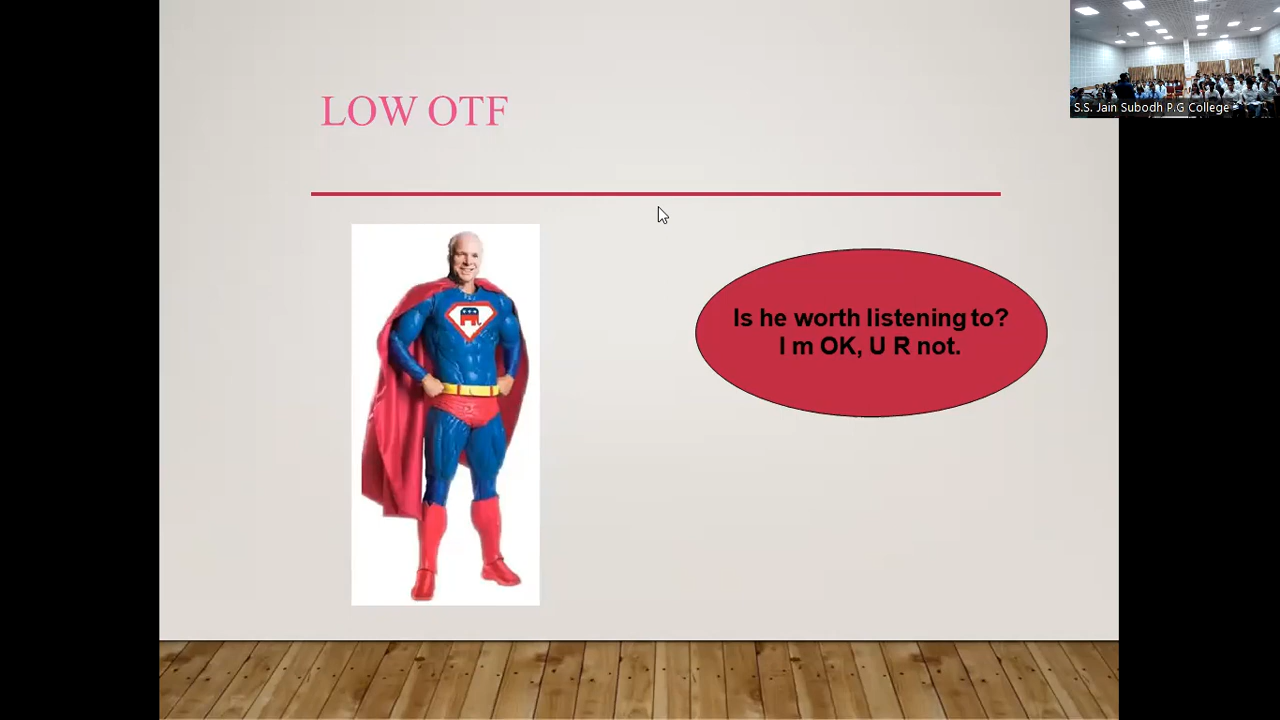 LOW OTF
Is he worth listening to?
I m OK, U R not.
S.S. Jain Subodh P.G College